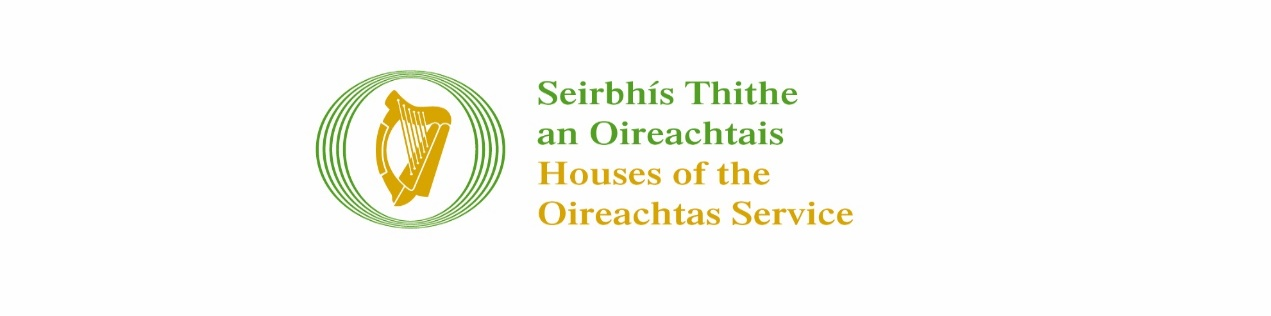 Seirbhís Thithe
an Oireachtais
Houses of the
Oireachtas Service